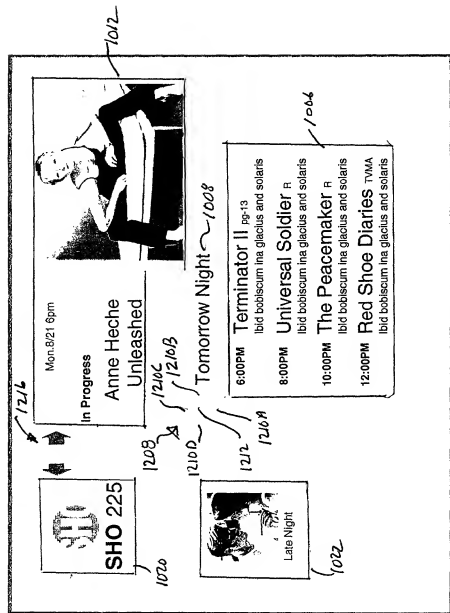 1216
1012
Mon.8/21 6pm
In Progress
Anne Heche
Unleashed
SHO 225
1020
1208
1210C
1210B
1210D
1212
1210A
Tomorrow Night
1008
6:00PM Terminator II pg-13
Ibid bobiscum ina glacius and solaris
8:00PM Universal Soldier R
Ibid bobiscum ina glacius and solaris
10:00PM The Peacemaker R
Ibid bobiscum ina glacius and solaris
12:00PM Red Shoe Diaries TVMA
Ibid bobiscum ina glacius and solaris
1006
Late Night
1022